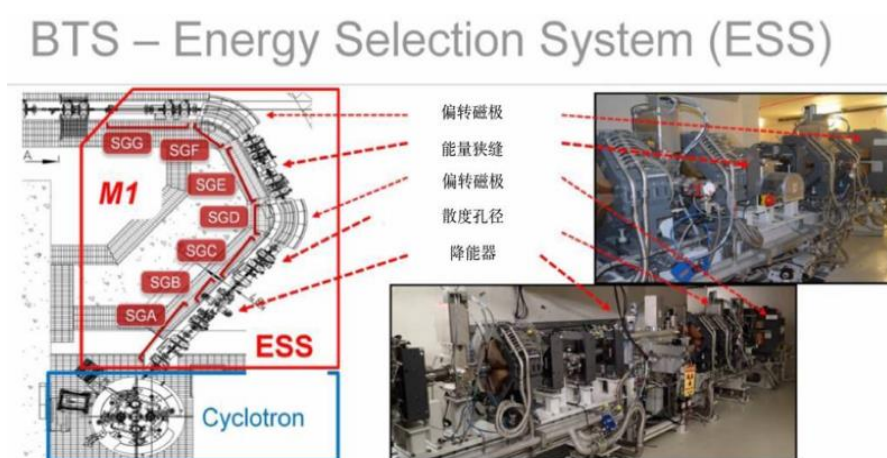 BTS – Energy Selection System (ESS)
偏转磁极
能量狭缝
偏转磁极
散度孔径
降能器
SGG
SGF
SGE
M1
SGD
SGC
SGB
SGA
ESS
Cyclotron
A